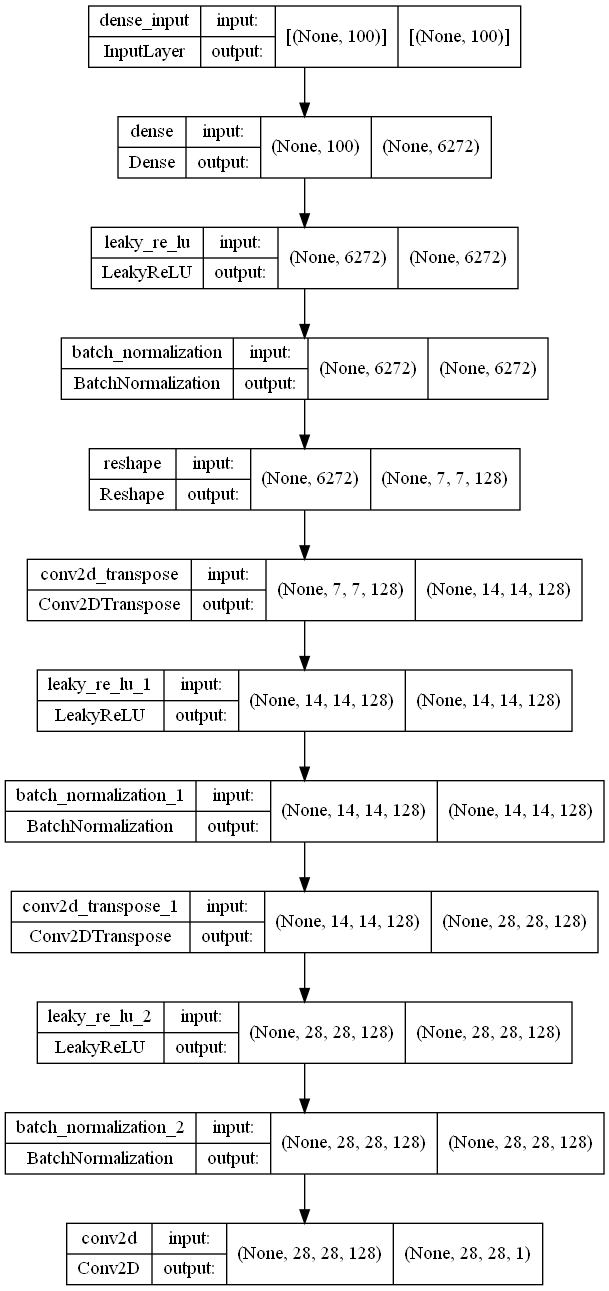 dense_input input: [(None, 100)] [(None, 100)]
InputLayer output:
dense input: (None, 100) (None, 6272)
Dense output:
leaky_re_lu input: (None, 6272) (None, 6272)
LeakyReLU output:
batch_normalization input: (None, 6272) (None, 6272)
BatchNormalization output:
reshape input: (None, 6272) (None, 7, 7, 128)
Reshape output:
conv2d_transpose input: (None, 7, 7, 128) (None, 14, 14, 128)
Conv2DTranspose output:
leaky_re_lu_1 input: (None, 14, 14, 128) (None, 14, 14, 128)
LeakyReLU output:
batch_normalization_1 input: (None, 14, 14, 128) (None, 14, 14, 128)
BatchNormalization output:
conv2d_transpose_1 input: (None, 14, 14, 128) (None, 28, 28, 128)
Conv2DTranspose output:
leaky_re_lu_2 input: (None, 28, 28, 128) (None, 28, 28, 128)
LeakyReLU output:
batch_normalization_2 input: (None, 28, 28, 128) (None, 28, 28, 128)
BatchNormalization output:
conv2d input: (None, 28, 28, 128) (None, 28, 28, 1)
Conv2D output: